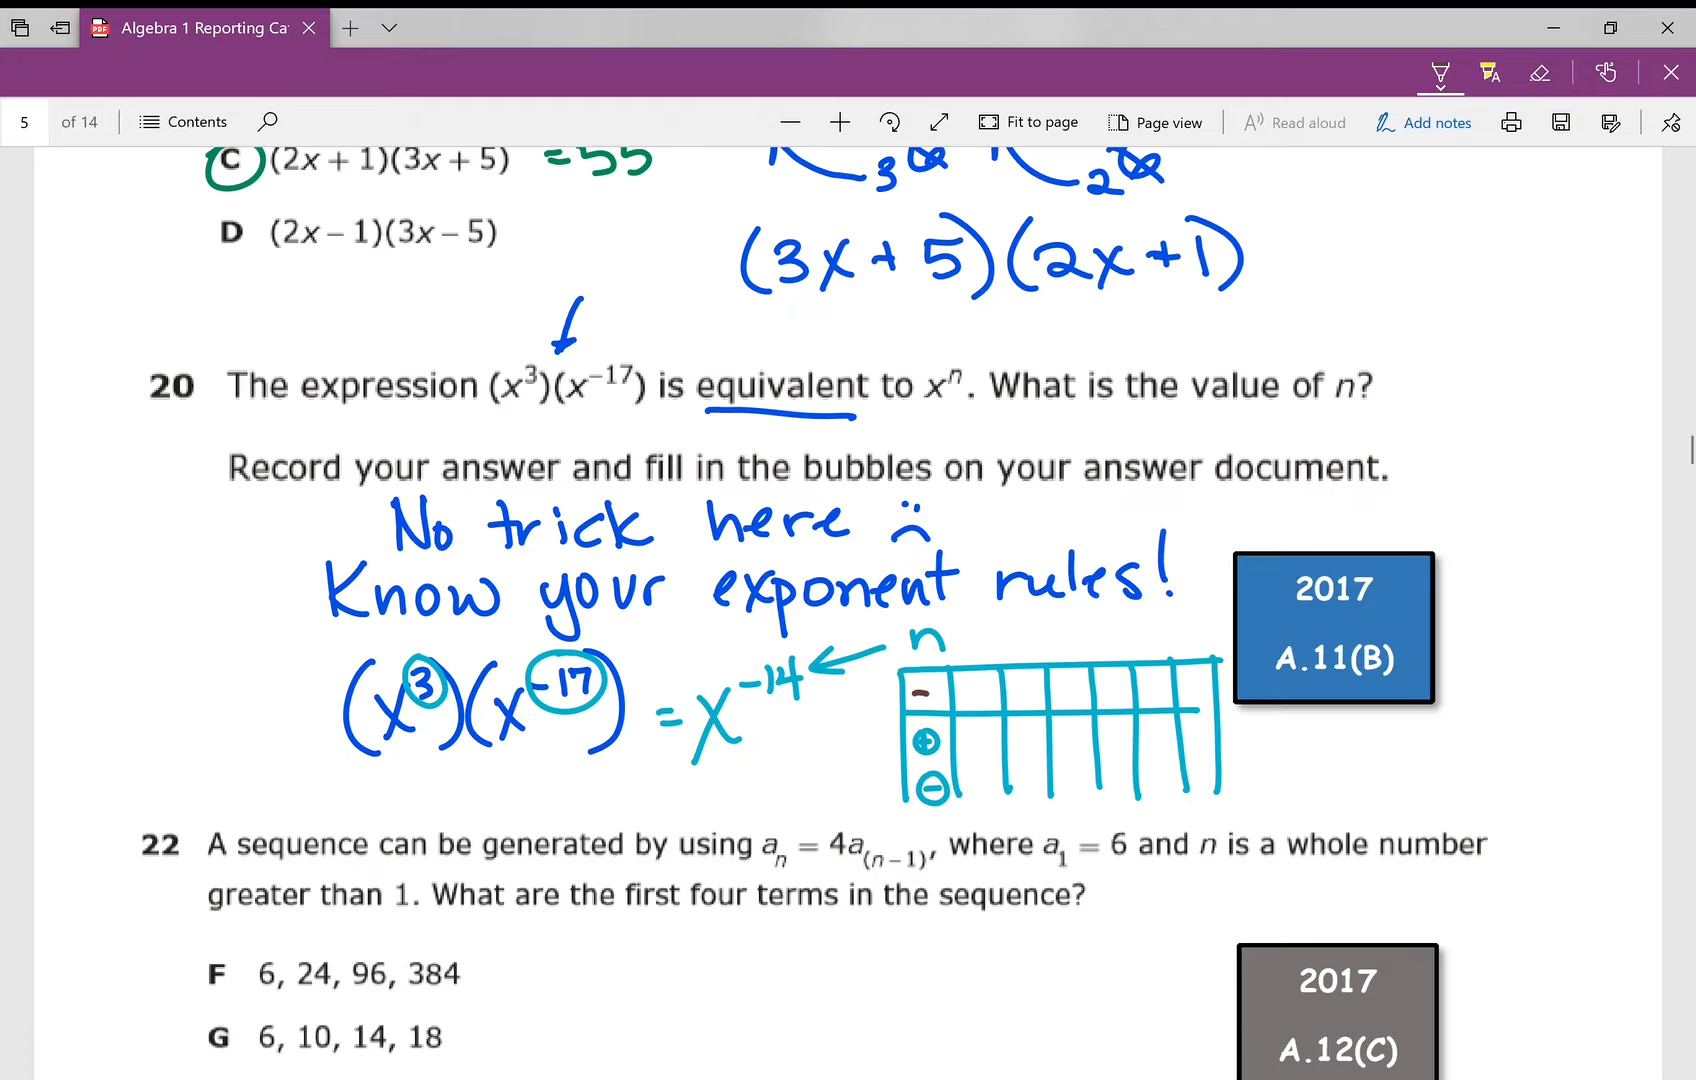 Algebra 1 Reporting Ca
5 of 14 Contents Fit to page Page view Read aloud Add notes
C (2x + 1)(3x + 5) = 55
3 2
D (2x – 1)(3x – 5)
(3x + 5)(2x + 1)
20 The expression (x³)(x⁻¹⁷) is equivalent to xⁿ. What is the value of n?
Record your answer and fill in the bubbles on your answer document.
No trick here
Know your exponent rules!
2017
A.11(B)
n
(x³)(x⁻¹⁷) = x⁻¹⁴
-
+
-
22 A sequence can be generated by using aₙ = 4a₍ₙ₋₁₎, where a₁ = 6 and n is a whole number
greater than 1. What are the first four terms in the sequence?
F 6, 24, 96, 384
G 6, 10, 14, 18
2017
A.12(C)